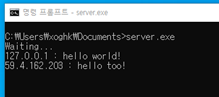 명령 프롬프트 - server.exe
C:\Users\xoghk\Documents>server.exe
Waiting...
127.0.0.1 : hello world!
59.4.162.203 : hello too!